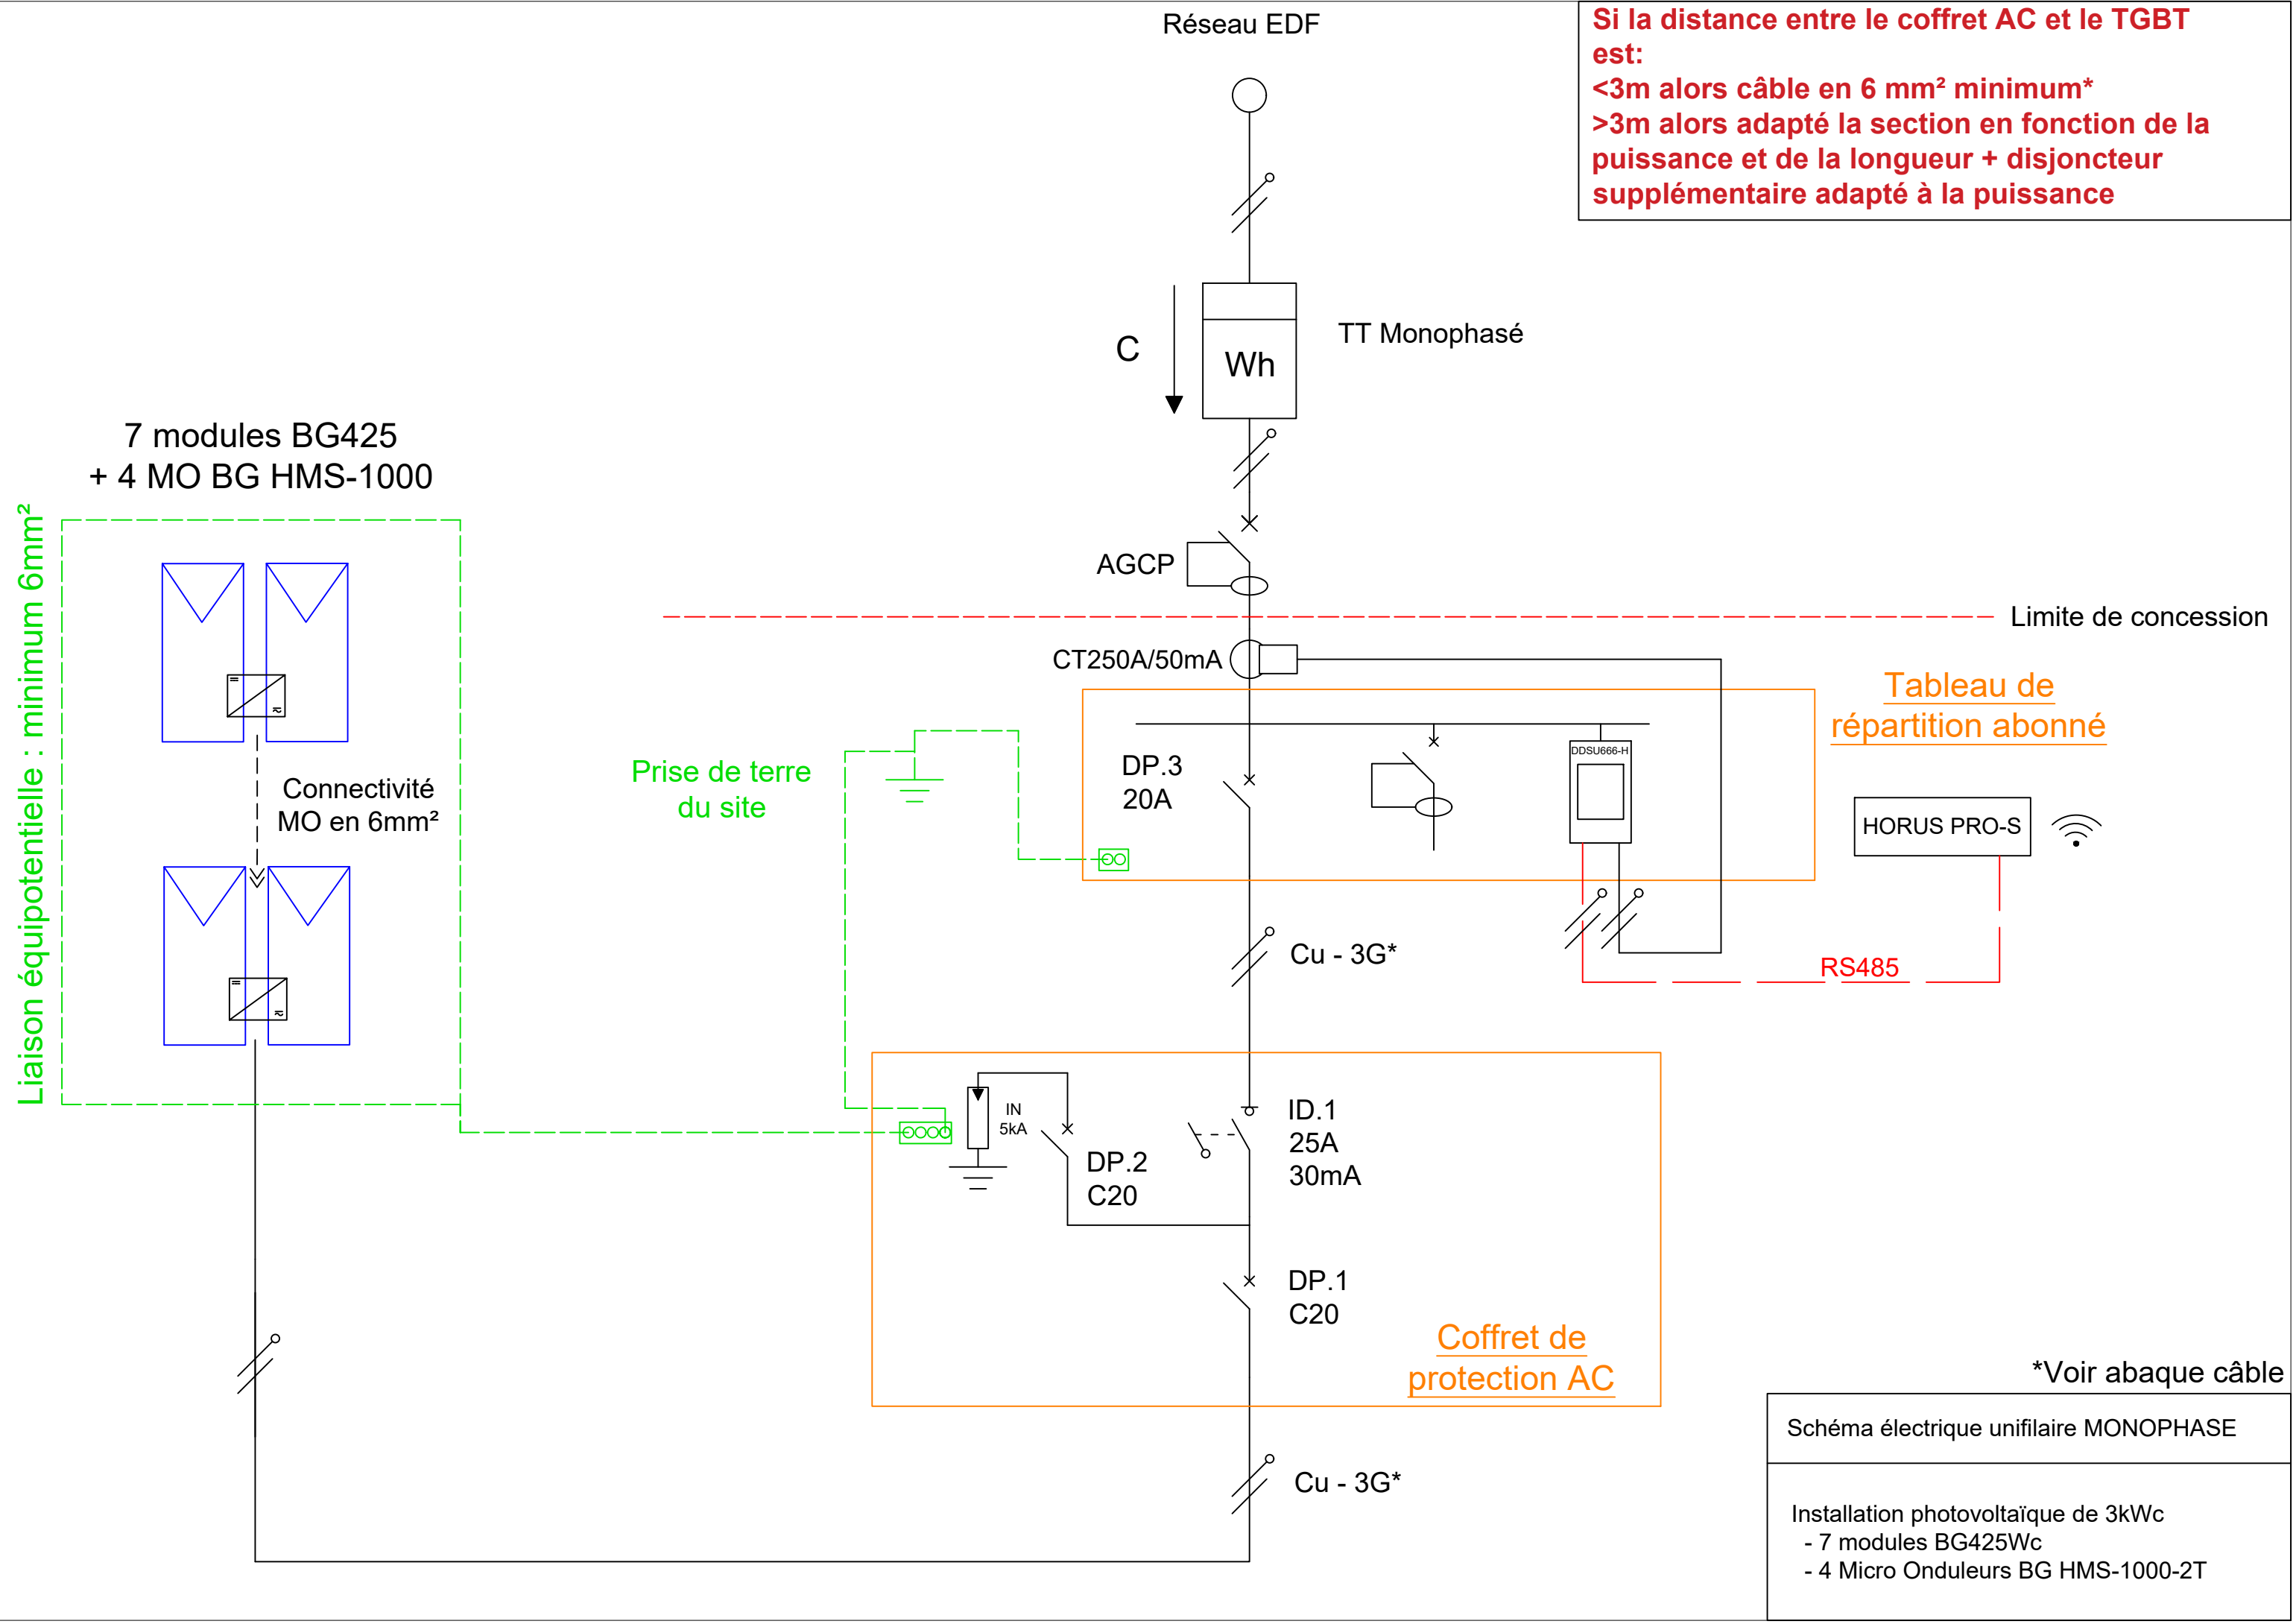 Réseau EDF
Si la distance entre le coffret AC et le TGBT
est:
<3m alors câble en 6 mm² minimum*
>3m alors adapté la section en fonction de la
puissance et de la longueur + disjoncteur
supplémentaire adapté à la puissance
C
Wh
TT Monophasé
7 modules BG425
+ 4 MO BG HMS-1000
Liaison équipotentielle : minimum 6mm²
Connectivité
MO en 6mm²
AGCP
Limite de concession
CT250A/50mA
Tableau de
répartition abonné
Prise de terre
du site
DP.3
20A
DDSU666-H
HORUS PRO-S
Cu - 3G*
RS485
IN
5kA
DP.2
C20
ID.1
25A
30mA
DP.1
C20
Coffret de
protection AC
Cu - 3G*
*Voir abaque câble
Schéma électrique unifilaire MONOPHASE
Installation photovoltaïque de 3kWc
- 7 modules BG425Wc
- 4 Micro Onduleurs BG HMS-1000-2T